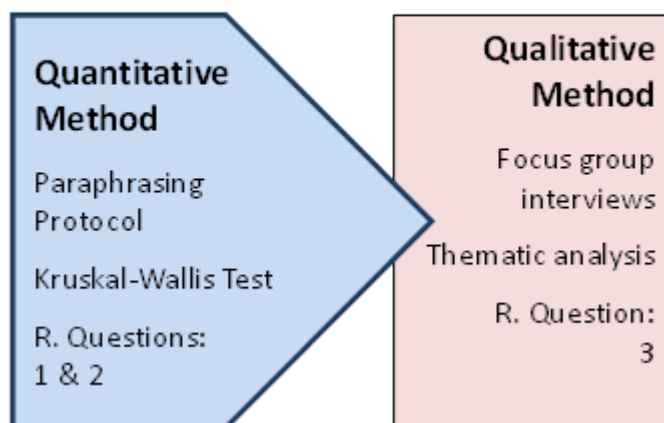 Quantitative
Method
Paraphrasing
Protocol
Kruskal-Wallis Test
R. Questions:
1 & 2
Qualitative
Method
Focus group
interviews
Thematic analysis
R. Question:
3